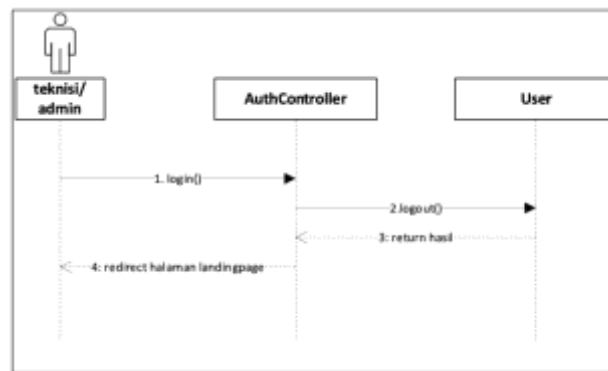 teknisi/
admin
AuthController
User
1. login()
2.logout()
3: return hasil
4: redirect halaman landingpage